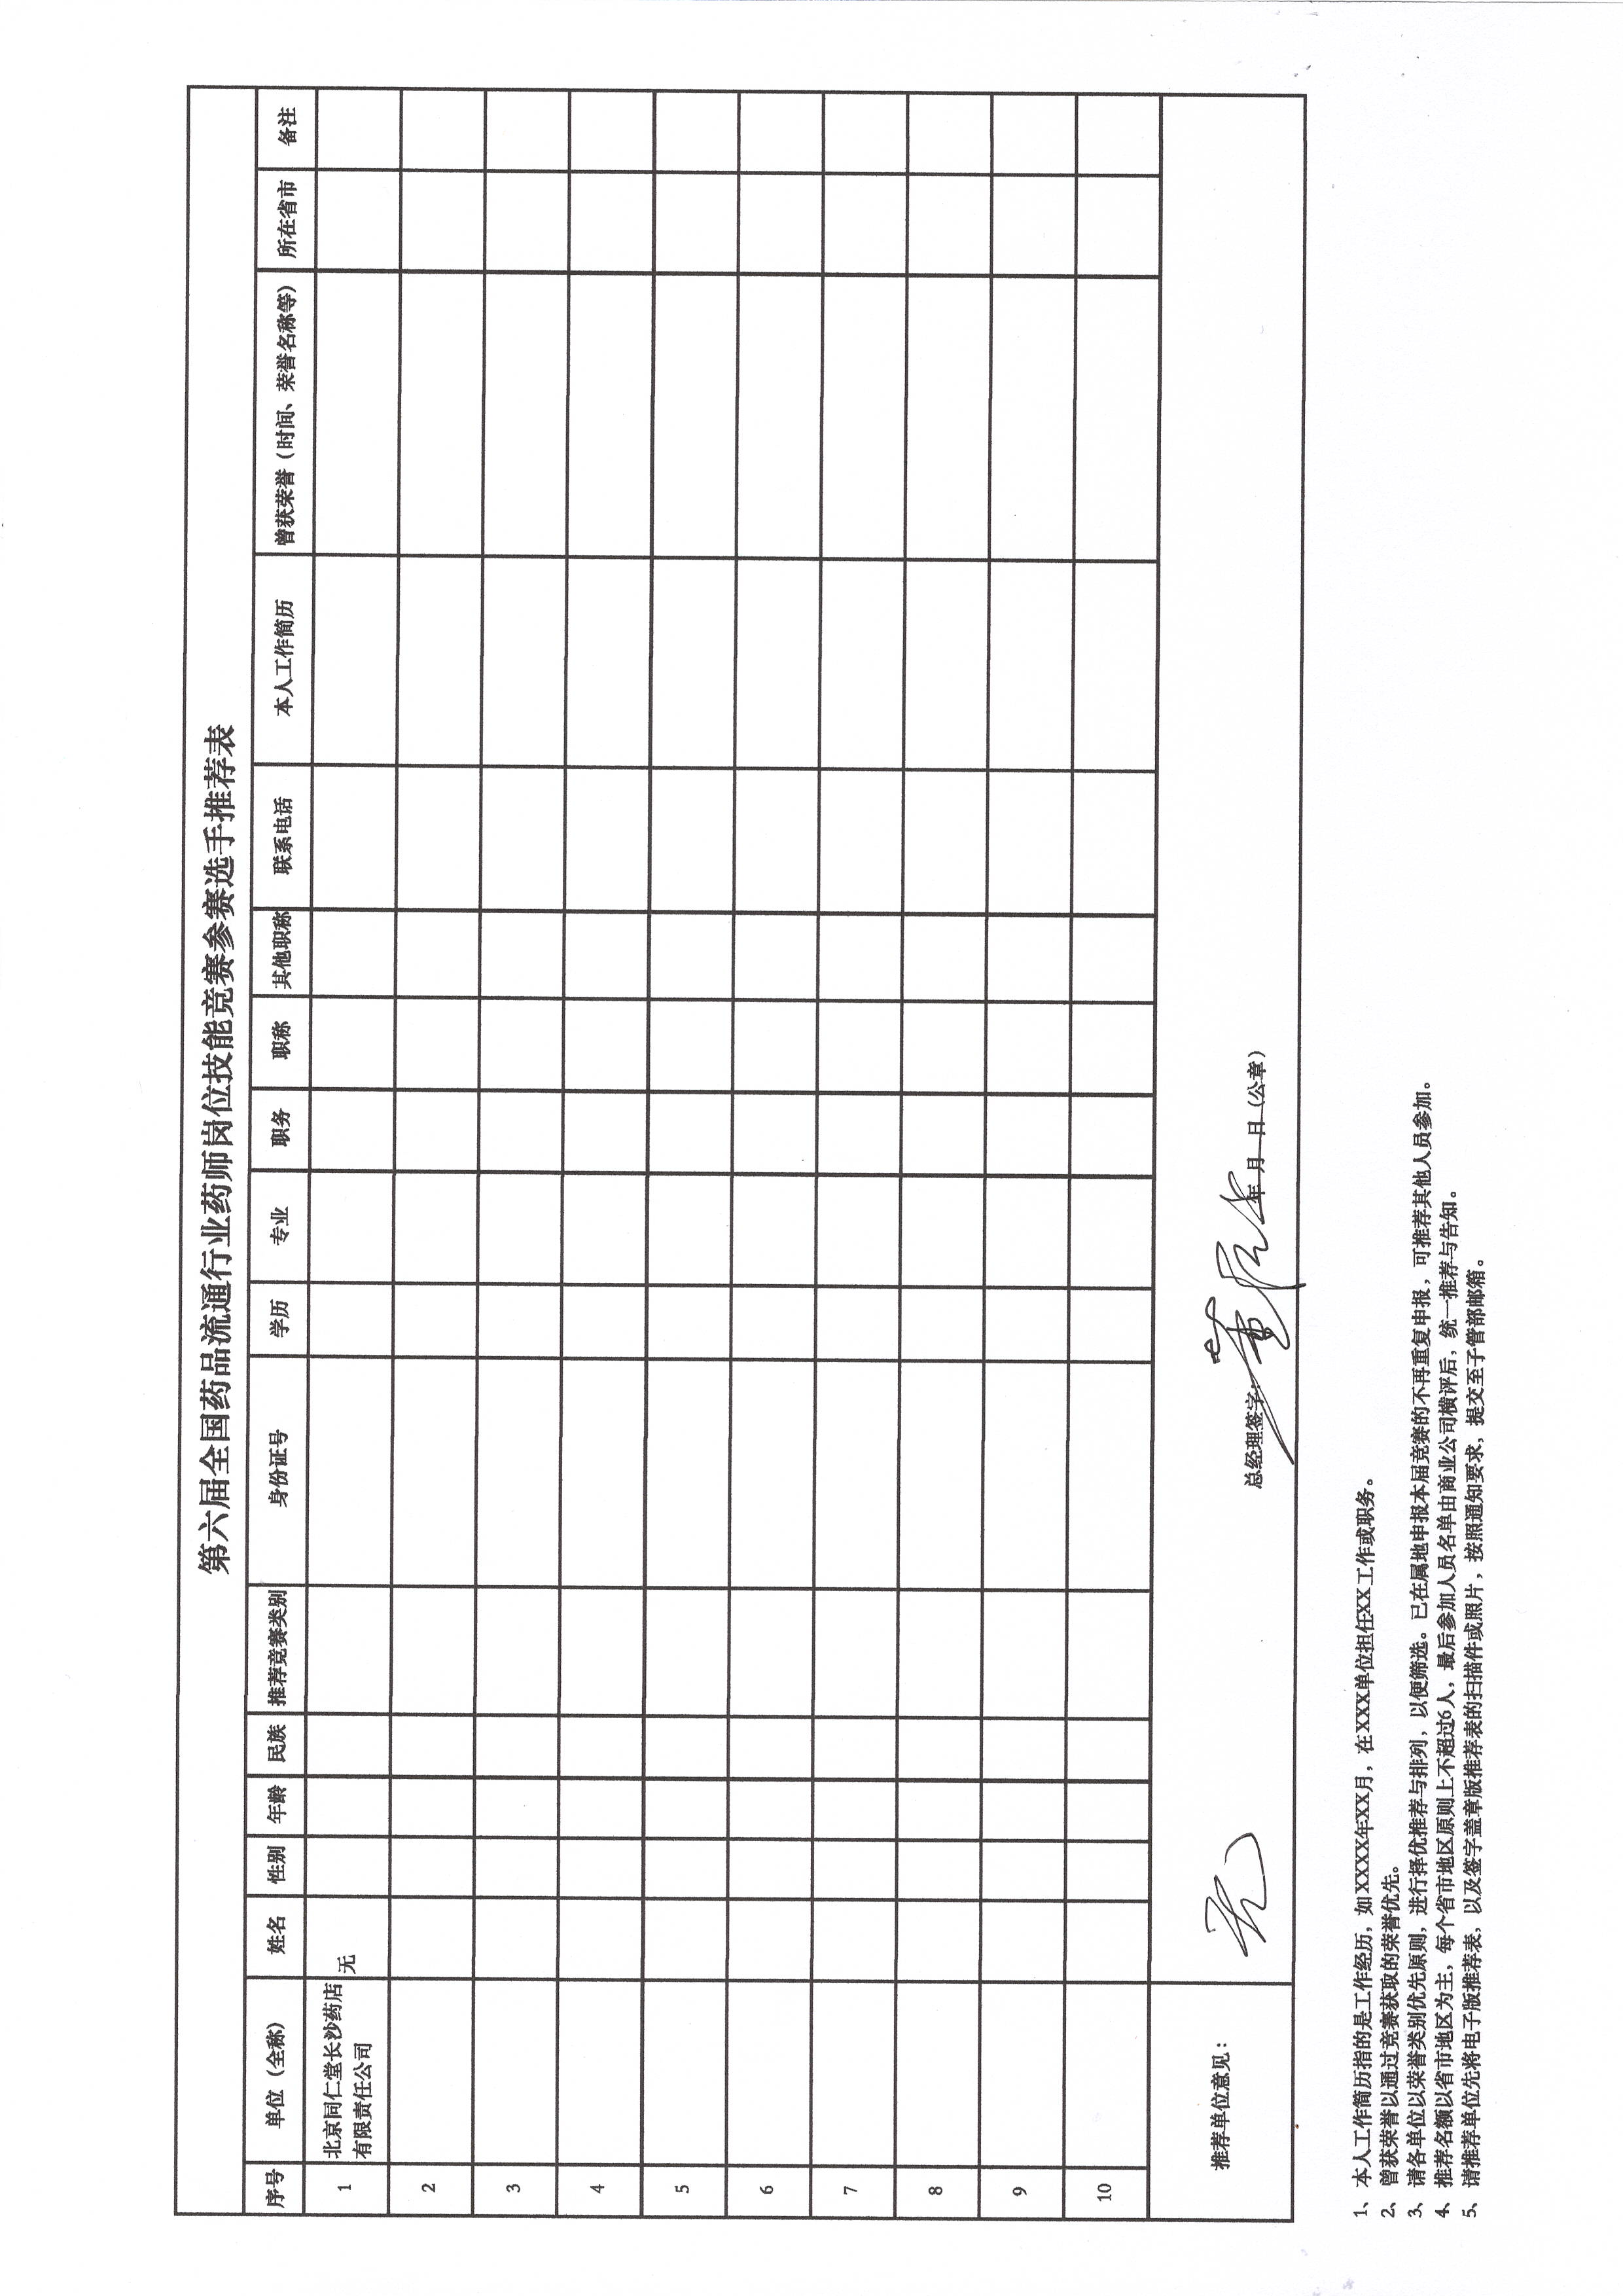 第六届全国药品流通行业药师岗位技能竞赛参赛选手推荐表
序号 单位（全称） 姓名 性别 年龄 民族 推荐竞赛类别 身份证号 学历 专业 职务 职称 其他职称 联系电话 本人工作简历 曾获荣誉（时间、荣誉名称等） 所在省市 备注
1 北京同仁堂长沙药店 无
有限责任公司
2
3
4
5
6
7
8
9
10
推荐单位意见： 无
总经理签字： 年 月 日（公章）
1、本人工作简历指的是工作经历，如XXXX年XX月，在XXX单位担任XX工作或职务。
2、曾获荣誉以通过竞赛获取的荣誉优先。
3、请各单位以荣誉类别优先原则，进行择优推荐与排列，以便筛选。已在属地申报本届竞赛的不再重复申报，可推荐其他人员参加。
4、推荐名额以省市地区为主，每个省市地区原则上不超过6人，最后参加人员名单由商业公司横评后，统一推荐与告知。
5、请推荐单位先将电子版推荐表，以及签字盖章版推荐表的扫描件或照片，按照通知要求，提交至子管部邮箱。